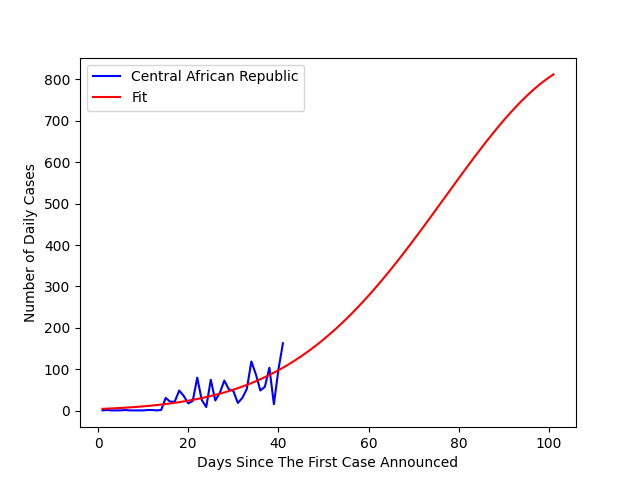 Central African Republic
Fit
Number of Daily Cases
800
700
600
500
400
300
200
100
0
0 20 40 60 80 100
Days Since The First Case Announced